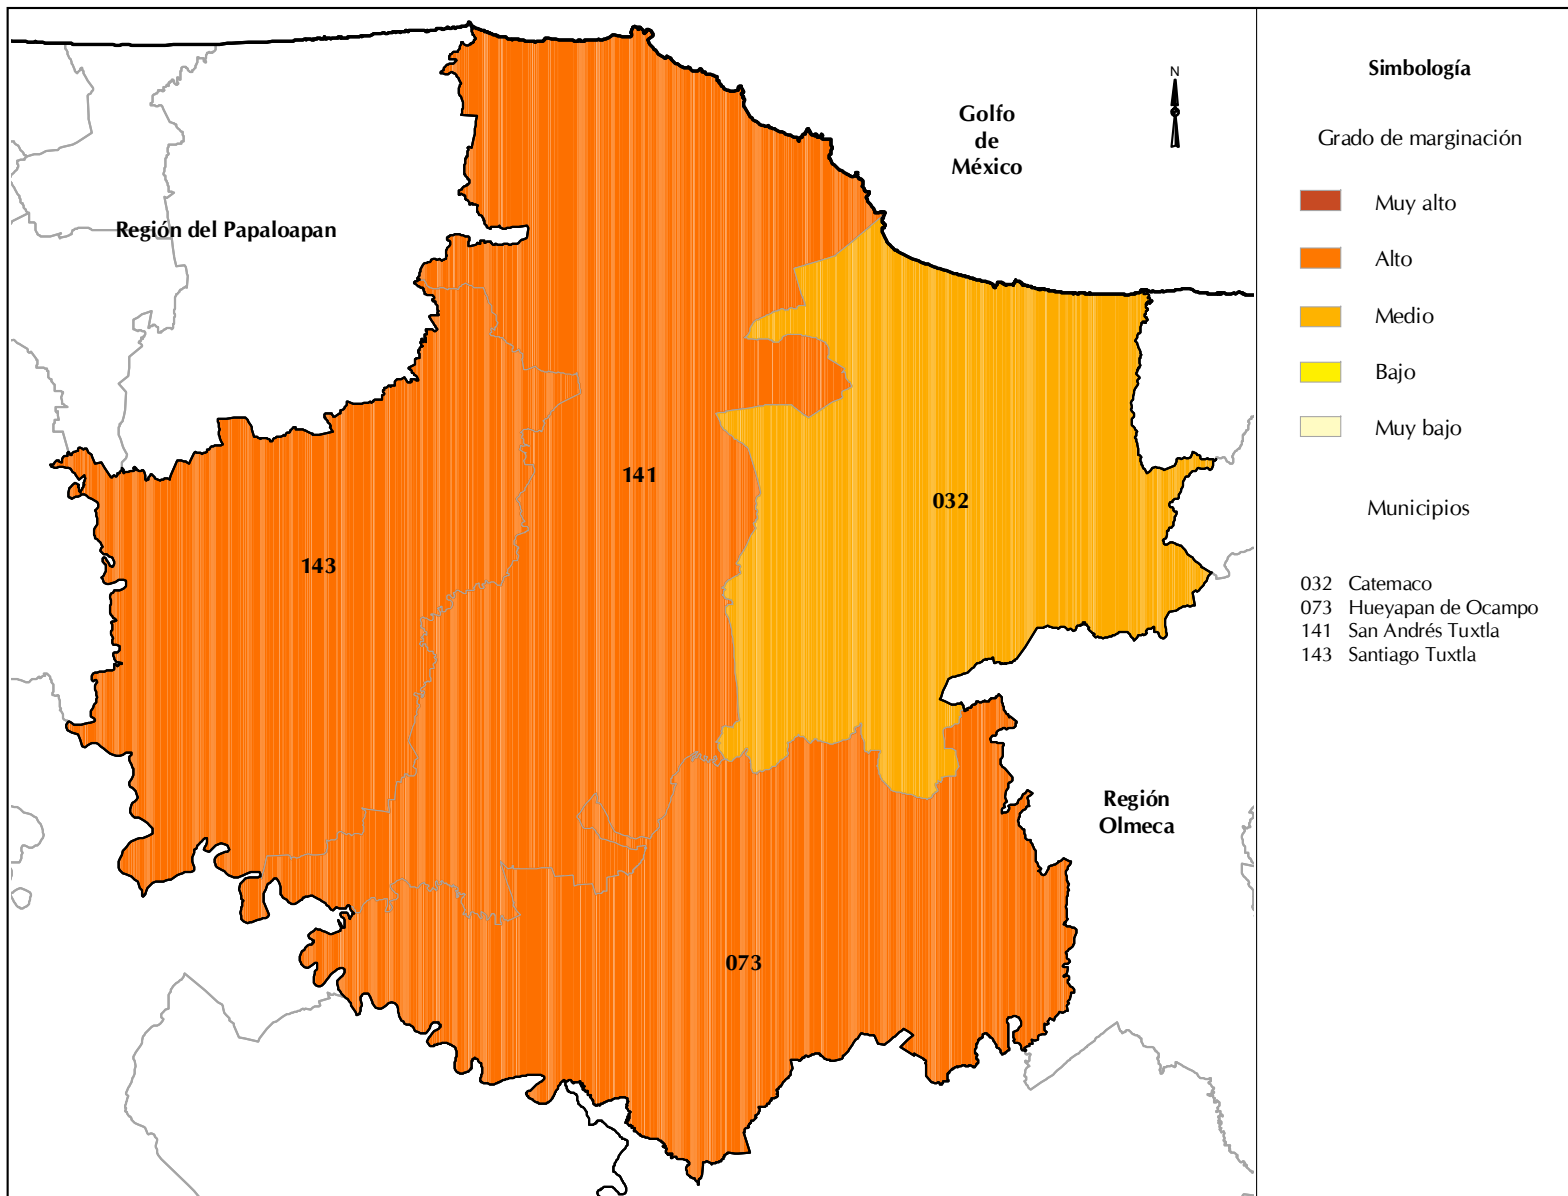 N
Golfo
de
México
Región del Papaloapan
141
032
143
073
Región
Olmeca
Simbología
Grado de marginación
Muy alto
Alto
Medio
Bajo
Muy bajo
Municipios
032 Catemaco
073 Hueyapan de Ocampo
141 San Andrés Tuxtla
143 Santiago Tuxtla